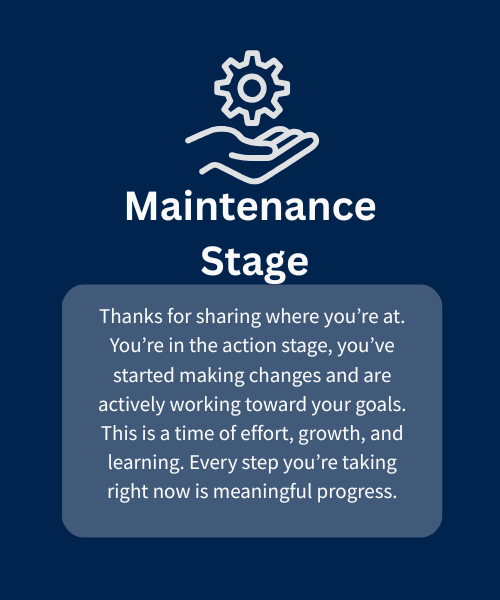 Maintenance
Stage
Thanks for sharing where you’re at.
You’re in the action stage, you’ve
started making changes and are
actively working toward your goals.
This is a time of effort, growth, and
learning. Every step you’re taking
right now is meaningful progress.